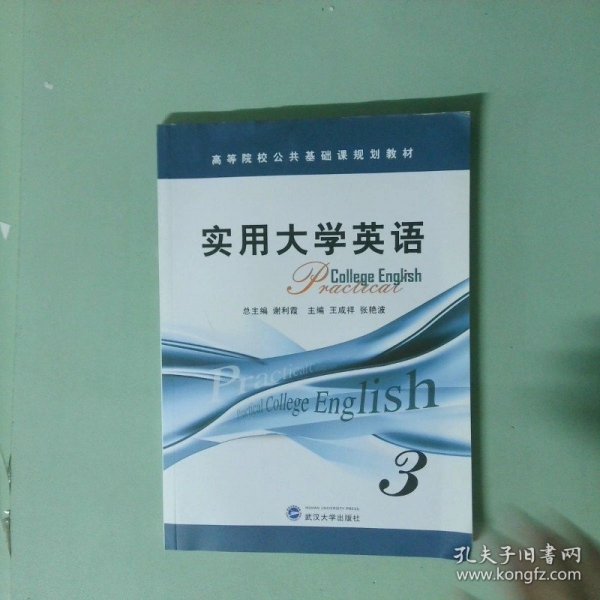 高等院校公共基础课规划教材
实用大学英语
College English
Practical
总主编 谢利霞 主编 王成祥 张艳波
Practical
Practical College English
3
WUHAN UNIVERSITY PRESS
武汉大学出版社
孔夫子旧书网
www.kongfz.com